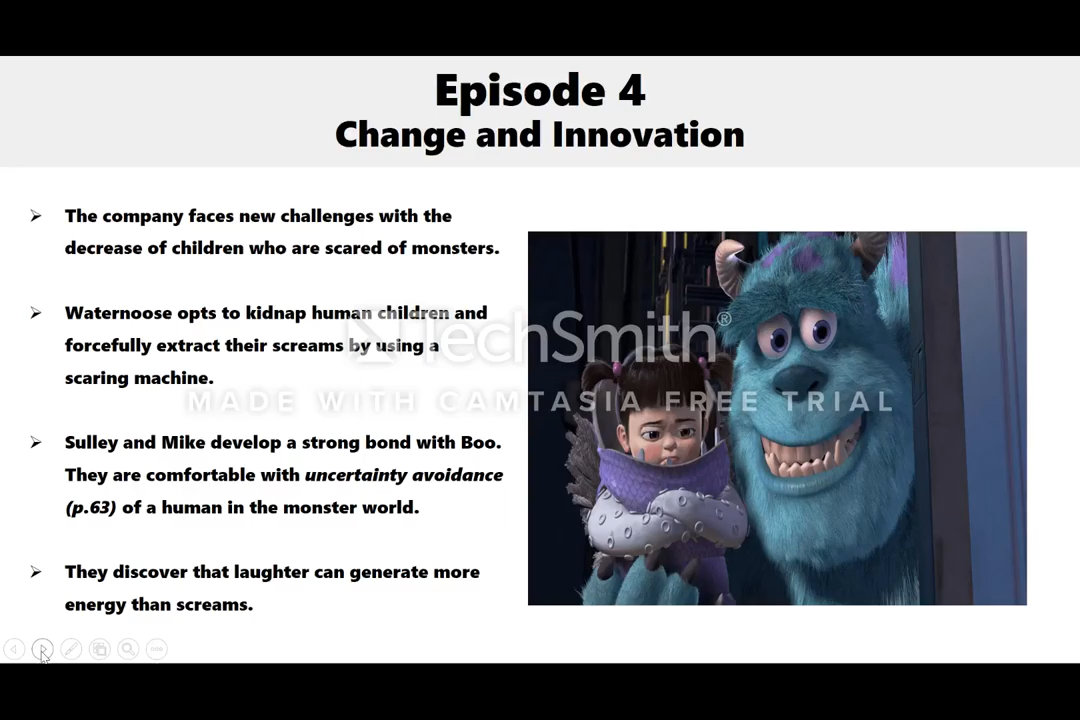 Episode 4
Change and Innovation
The company faces new challenges with the
decrease of children who are scared of monsters.
Waternoose opts to kidnap human children and
forcefully extract their screams by using a
scaring machine.
TechSmith®
MADE WITH CAMTASIA FREE TRIAL
Sulley and Mike develop a strong bond with Boo.
They are comfortable with uncertainty avoidance
(p.63) of a human in the monster world.
They discover that laughter can generate more
energy than screams.